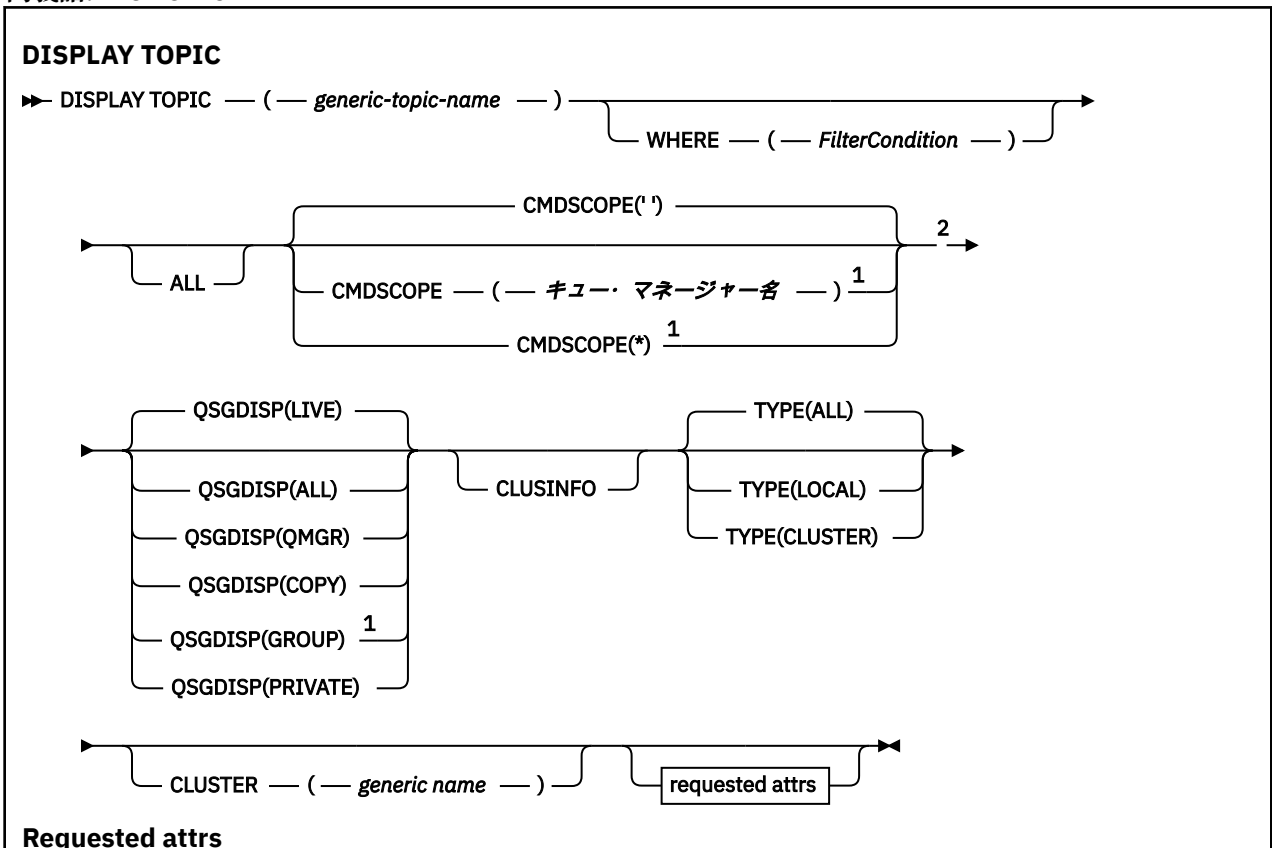 DISPLAY TOPIC
DISPLAY TOPIC — ( — generic-topic-name — )
WHERE — ( — FilterCondition — )
CMDSCOPE(' ')
2
ALL
CMDSCOPE — ( — キュー・マネージャー名 — ) 1
CMDSCOPE(*) 1
QSGDISP(LIVE)
TYPE(ALL)
QSGDISP(ALL)
CLUSINFO
TYPE(LOCAL)
QSGDISP(QMGR)
TYPE(CLUSTER)
QSGDISP(COPY)
QSGDISP(GROUP) 1
QSGDISP(PRIVATE)
CLUSTER — ( — generic name — )
requested attrs
Requested attrs